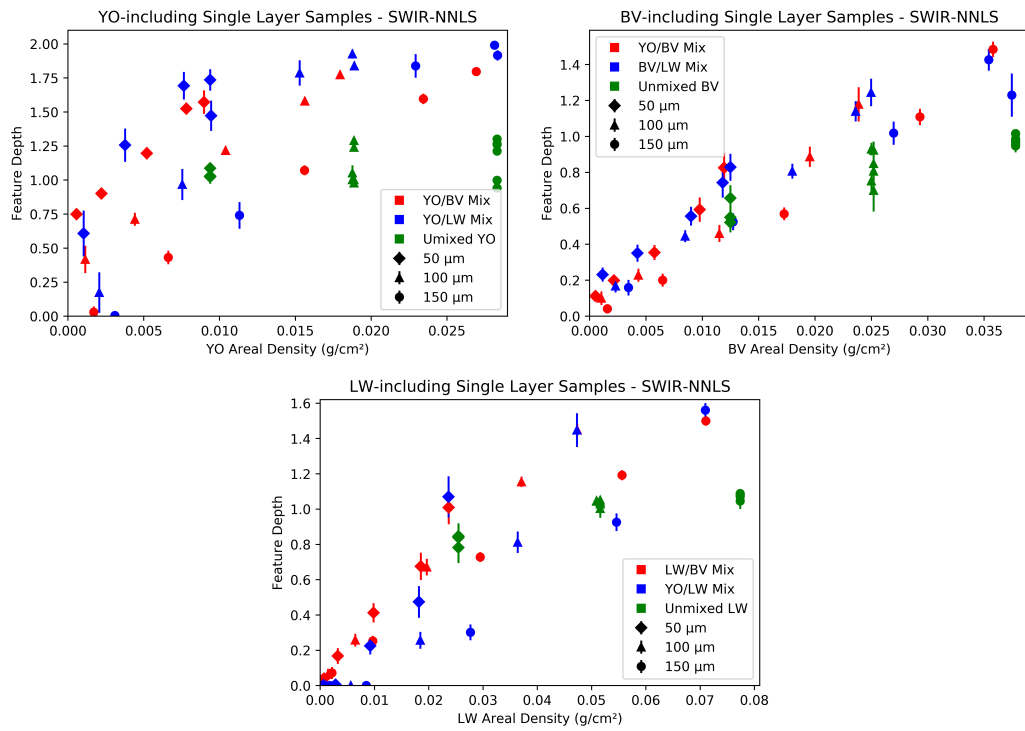 YO-including Single Layer Samples - SWIR-NNLS
Feature Depth
2.00
1.75
1.50
1.25
1.00
0.75
0.50
0.25
0.00
0.000
0.005
0.010
0.015
0.020
0.025
YO Areal Density (g/cm²)
YO/BV Mix
YO/LW Mix
Umixed YO
50 μm
100 μm
150 μm
BV-including Single Layer Samples - SWIR-NNLS
Feature Depth
1.4
1.2
1.0
0.8
0.6
0.4
0.2
0.0
0.000
0.005
0.010
0.015
0.020
0.025
0.030
0.035
BV Areal Density (g/cm²)
YO/BV Mix
BV/LW Mix
Unmixed BV
50 μm
100 μm
150 μm
LW-including Single Layer Samples - SWIR-NNLS
Feature Depth
1.6
1.4
1.2
1.0
0.8
0.6
0.4
0.2
0.0
0.00
0.01
0.02
0.03
0.04
0.05
0.06
0.07
0.08
LW Areal Density (g/cm²)
LW/BV Mix
YO/LW Mix
Unmixed LW
50 μm
100 μm
150 μm